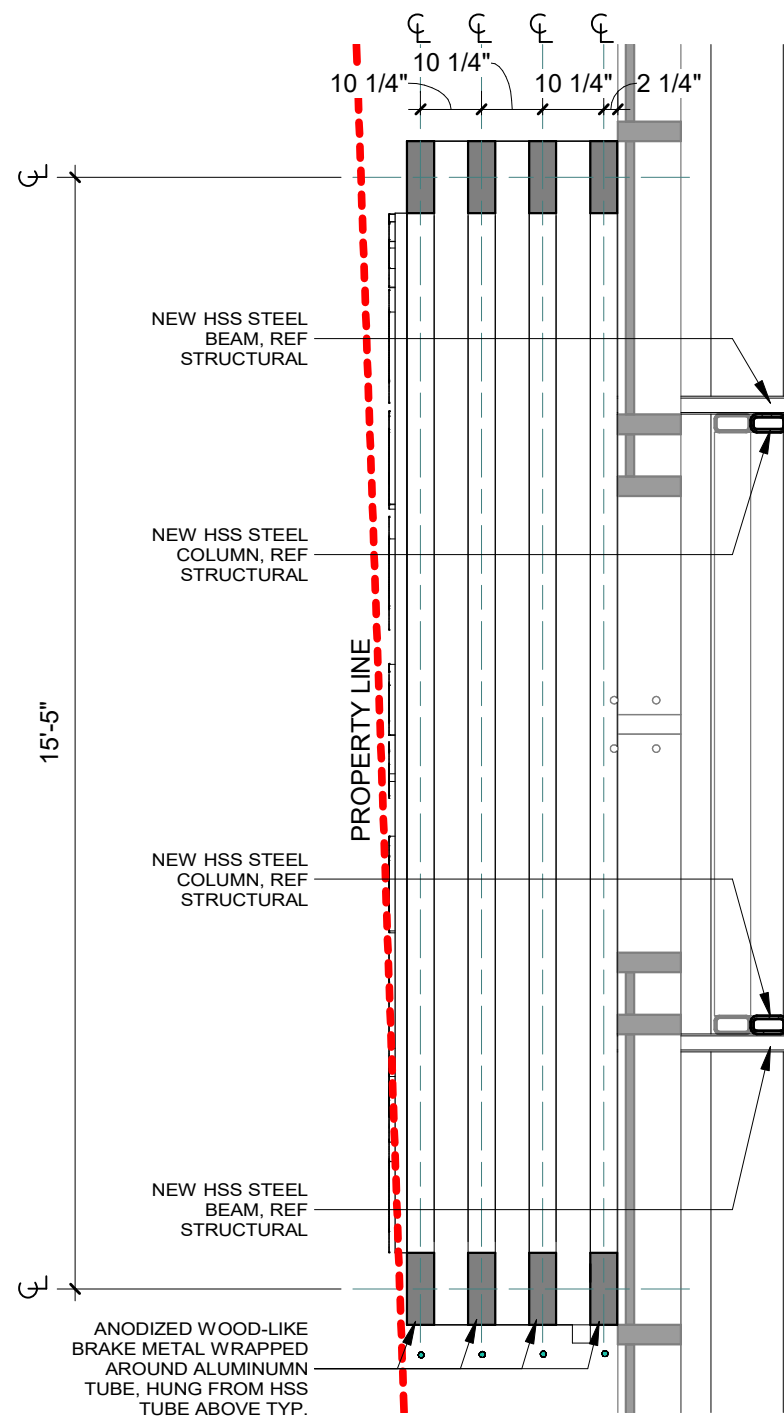 ℄ ℄ ℄ ℄
10 1/4"
10 1/4" 10 1/4" 2 1/4"
℄
NEW HSS STEEL
BEAM, REF
STRUCTURAL
NEW HSS STEEL
COLUMN, REF
STRUCTURAL
PROPERTY LINE
15'-5"
NEW HSS STEEL
COLUMN, REF
STRUCTURAL
NEW HSS STEEL
BEAM, REF
STRUCTURAL
℄
ANODIZED WOOD-LIKE
BRAKE METAL WRAPPED
AROUND ALUMINUMN
TUBE, HUNG FROM HSS
TUBE ABOVE TYP.